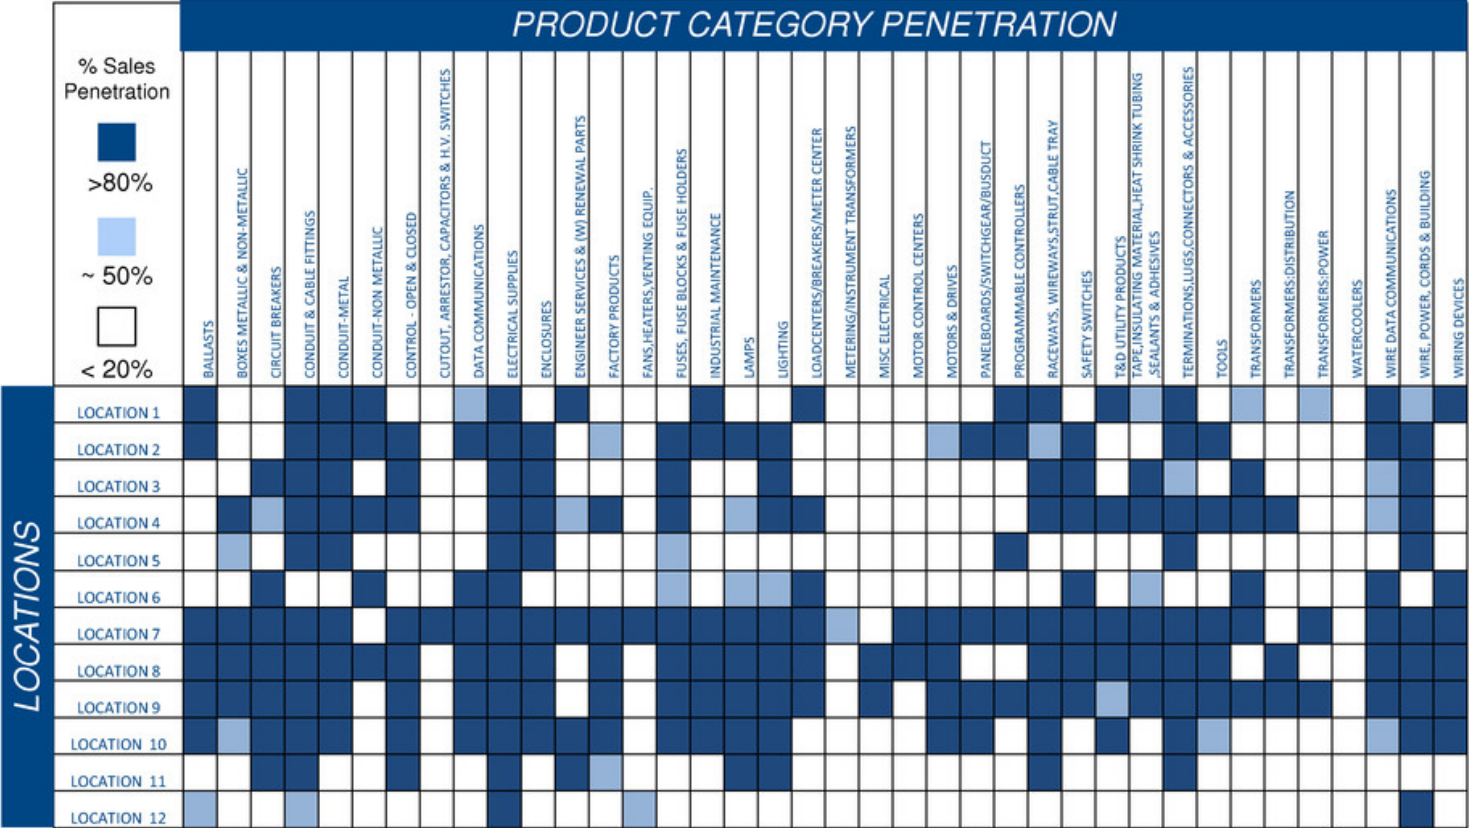 PRODUCT CATEGORY PENETRATION
% Sales
Penetration
>80%
~ 50%
< 20%
BALLASTS
BOXES METALLIC & NON-METALLIC
CIRCUIT BREAKERS
CONDUIT & CABLE FITTINGS
CONDUIT-METAL
CONDUIT-NON METALLIC
CONTROL - OPEN & CLOSED
CUTOUT, ARRESTOR, CAPACITORS & H.V. SWITCHES
DATA COMMUNICATIONS
ELECTRICAL SUPPLIES
ENCLOSURES
ENGINEER SERVICES & (W) RENEWAL PARTS
FACTORY PRODUCTS
FANS,HEATERS,VENTING EQUIP.
FUSES, FUSE BLOCKS & FUSE HOLDERS
INDUSTRIAL MAINTENANCE
LAMPS
LIGHTING
LOADCENTERS/BREAKERS/METER CENTER
METERING/INSTRUMENT TRANSFORMERS
MISC ELECTRICAL
MOTOR CONTROL CENTERS
MOTORS & DRIVES
PANELBOARDS/SWITCHGEAR/BUSDUCT
PROGRAMMABLE CONTROLLERS
RACEWAYS, WIREWAYS,STRUT,CABLE TRAY
SAFETY SWITCHES
T&D UTILITY PRODUCTS
TAPE,INSULATING MATERIAL,HEAT SHRINK TUBING
,SEALANTS & ADHESIVES
TERMINATIONS,LUGS,CONNECTORS & ACCESSORIES
TOOLS
TRANSFORMERS
TRANSFORMERS:DISTRIBUTION
TRANSFORMERS:POWER
WATERCOOLERS
WIRE DATA COMMUNICATIONS
WIRE, POWER, CORDS & BUILDING
WIRING DEVICES
LOCATIONS
LOCATION 1
LOCATION 2
LOCATION 3
LOCATION 4
LOCATION 5
LOCATION 6
LOCATION 7
LOCATION 8
LOCATION 9
LOCATION 10
LOCATION 11
LOCATION 12